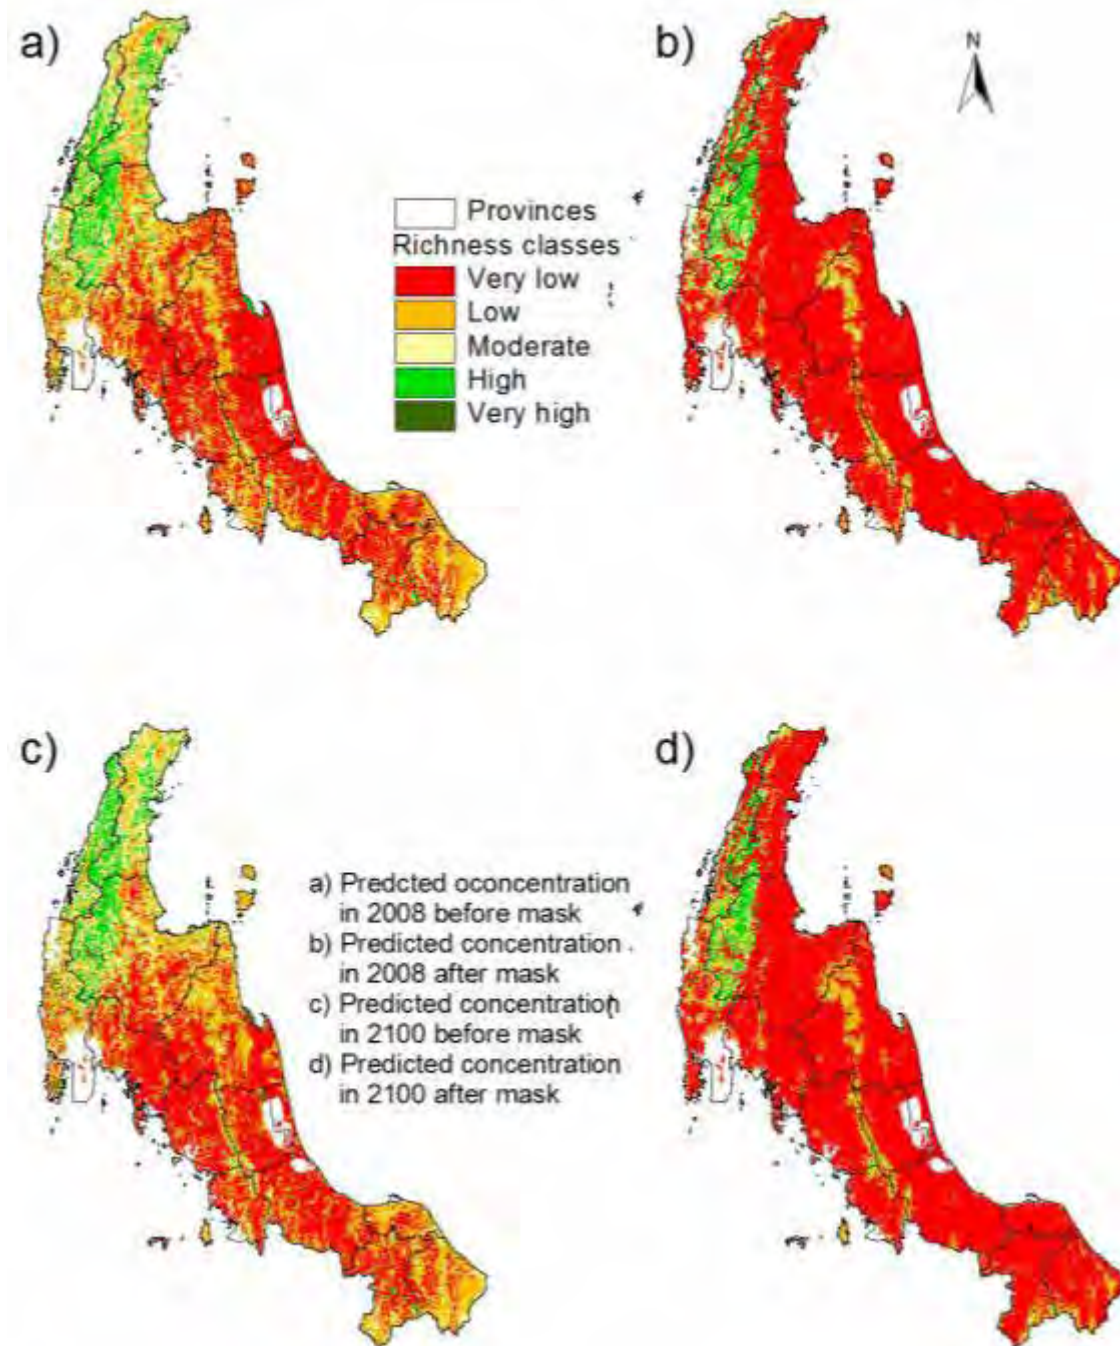 a)
b)
N
Provinces
Richness classes
Very low
Low
Moderate
High
Very high
c)
d)
a) Predcted oconcentration
in 2008 before mask
b) Predicted concentration
in 2008 after mask
c) Predicted concentration
in 2100 before mask
d) Predicted concentration
in 2100 after mask